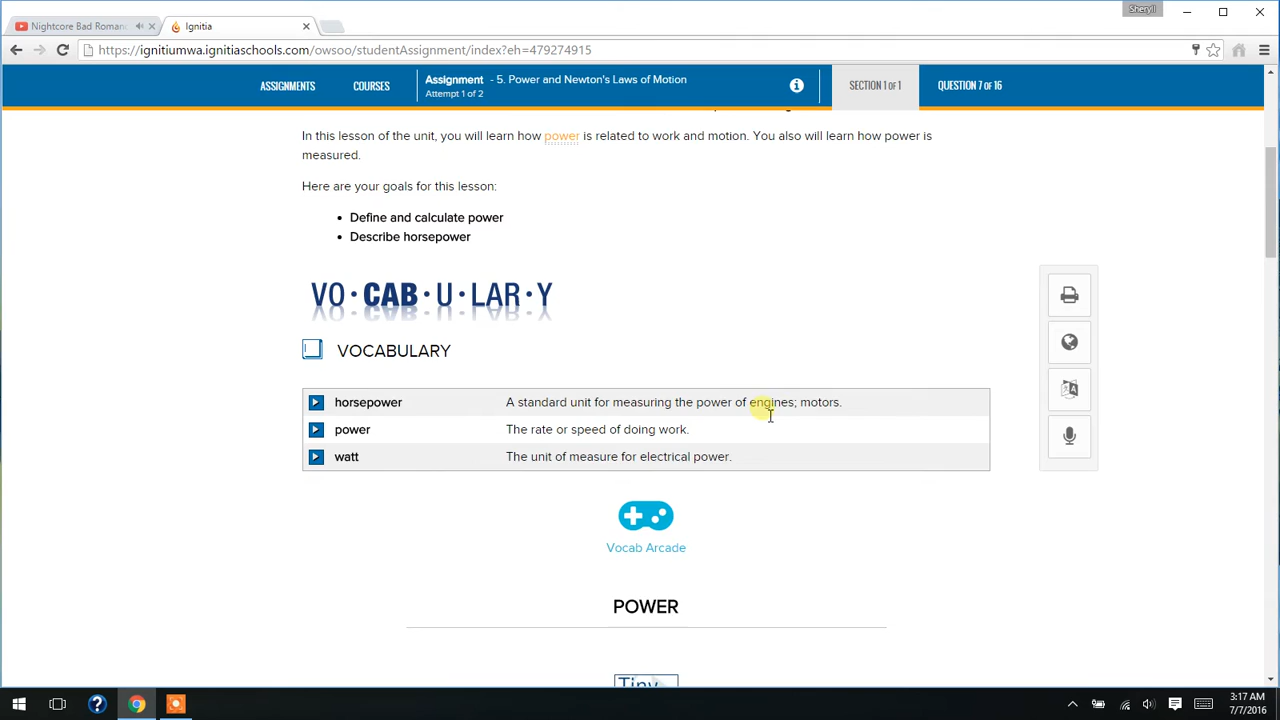 Sheryll
Nightcore Bad Roman
Ignitia
https://ignitiumwa.ignitiaschools.com/owsoo/studentAssignment/index?eh=479274915
ASSIGNMENTS
COURSES
Assignment - 5. Power and Newton's Laws of Motion
Attempt 1 of 2
SECTION 1 OF 1
QUESTION 7 OF 16
In this lesson of the unit, you will learn how power is related to work and motion. You also will learn how power is
measured.
Here are your goals for this lesson:
• Define and calculate power
• Describe horsepower
VO·CAB·U·LAR·Y
VOCABULARY
horsepower A standard unit for measuring the power of engines; motors.
power The rate or speed of doing work.
watt The unit of measure for electrical power.
Vocab Arcade
POWER
Tiny
3:17 AM
7/7/2016